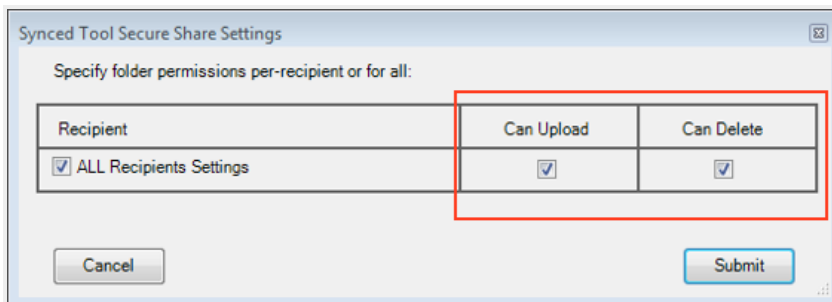 Synced Tool Secure Share Settings
Specify folder permissions per-recipient or for all:
Recipient Can Upload Can Delete
ALL Recipients Settings
Cancel Submit